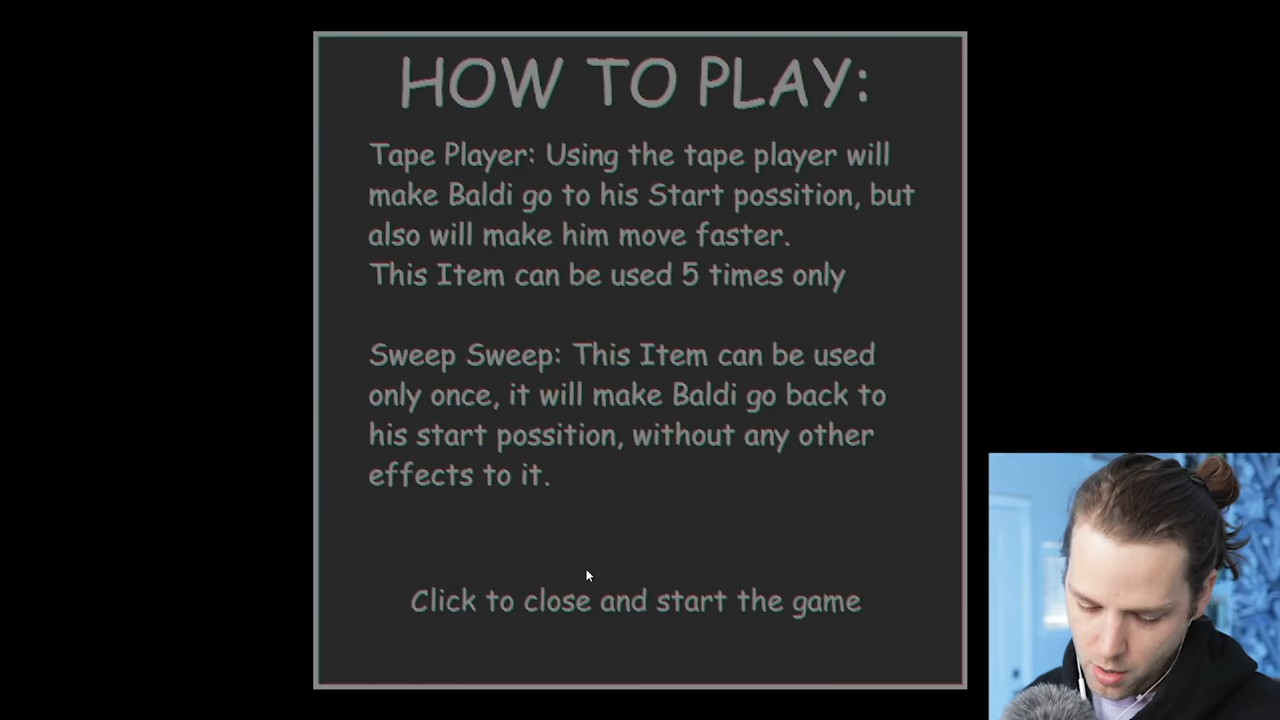 HOW TO PLAY:
Tape Player: Using the tape player will
make Baldi go to his Start possition, but
also will make him move faster.
This Item can be used 5 times only
Sweep Sweep: This Item can be used
only once, it will make Baldi go back to
his start possition, without any other
effects to it.
Click to close and start the game